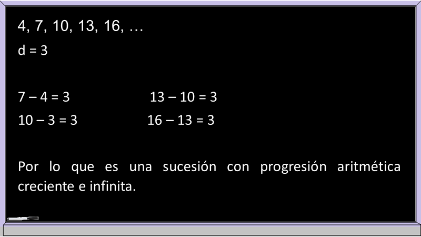 4, 7, 10, 13, 16, …
d = 3
7 – 4 = 3 13 – 10 = 3
10 – 3 = 3 16 – 13 = 3
Por lo que es una sucesión con progresión aritmética
creciente e infinita.